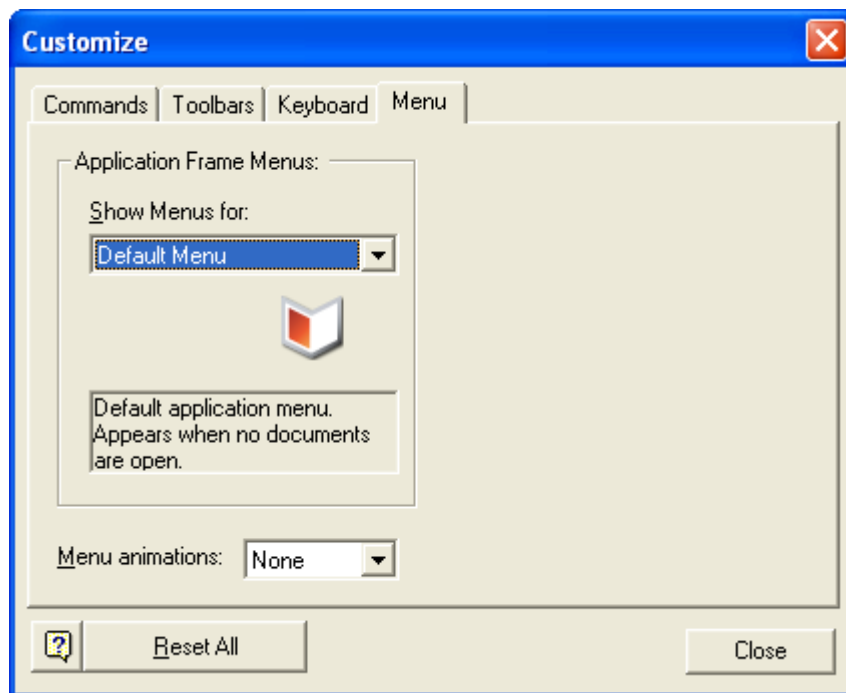 Customize
Commands Toolbars Keyboard Menu
Application Frame Menus:
Show Menus for:
Default Menu
Default application menu.
Appears when no documents
are open.
Menu animations: None
? Reset All Close